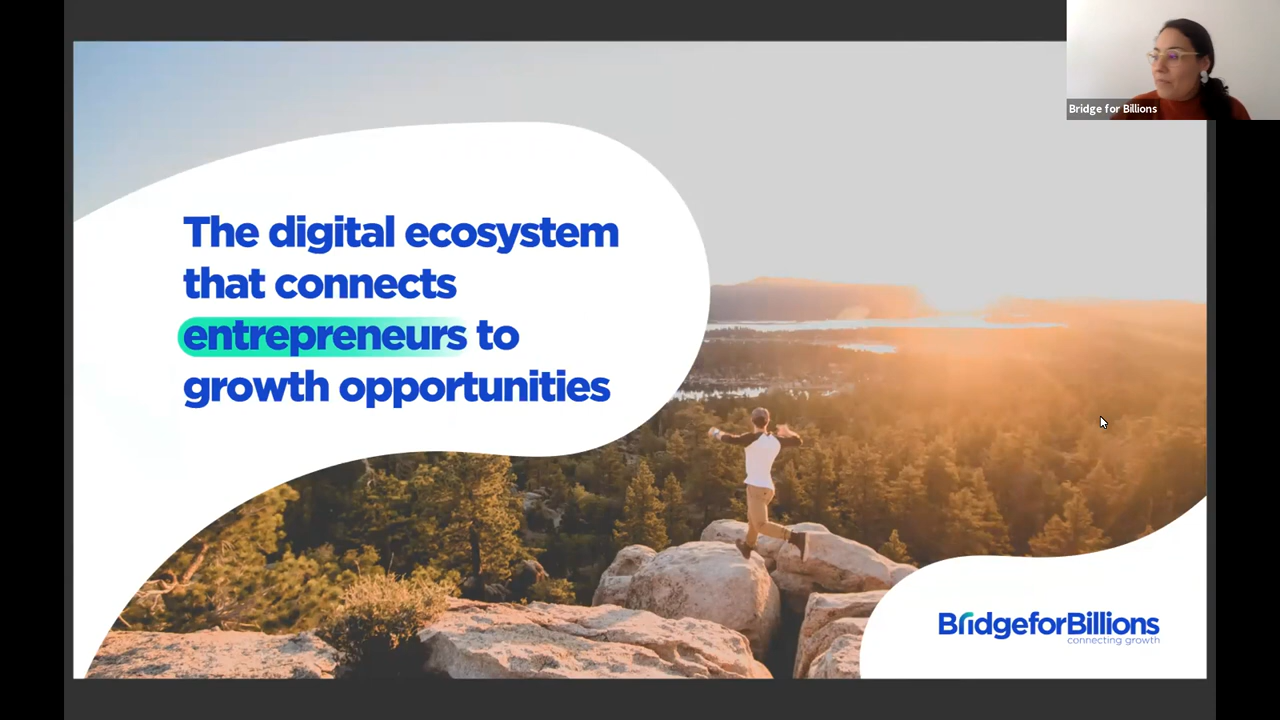 Bridge for Billions
The digital ecosystem
that connects
entrepreneurs to
growth opportunities
BridgeforBillions
connecting growth